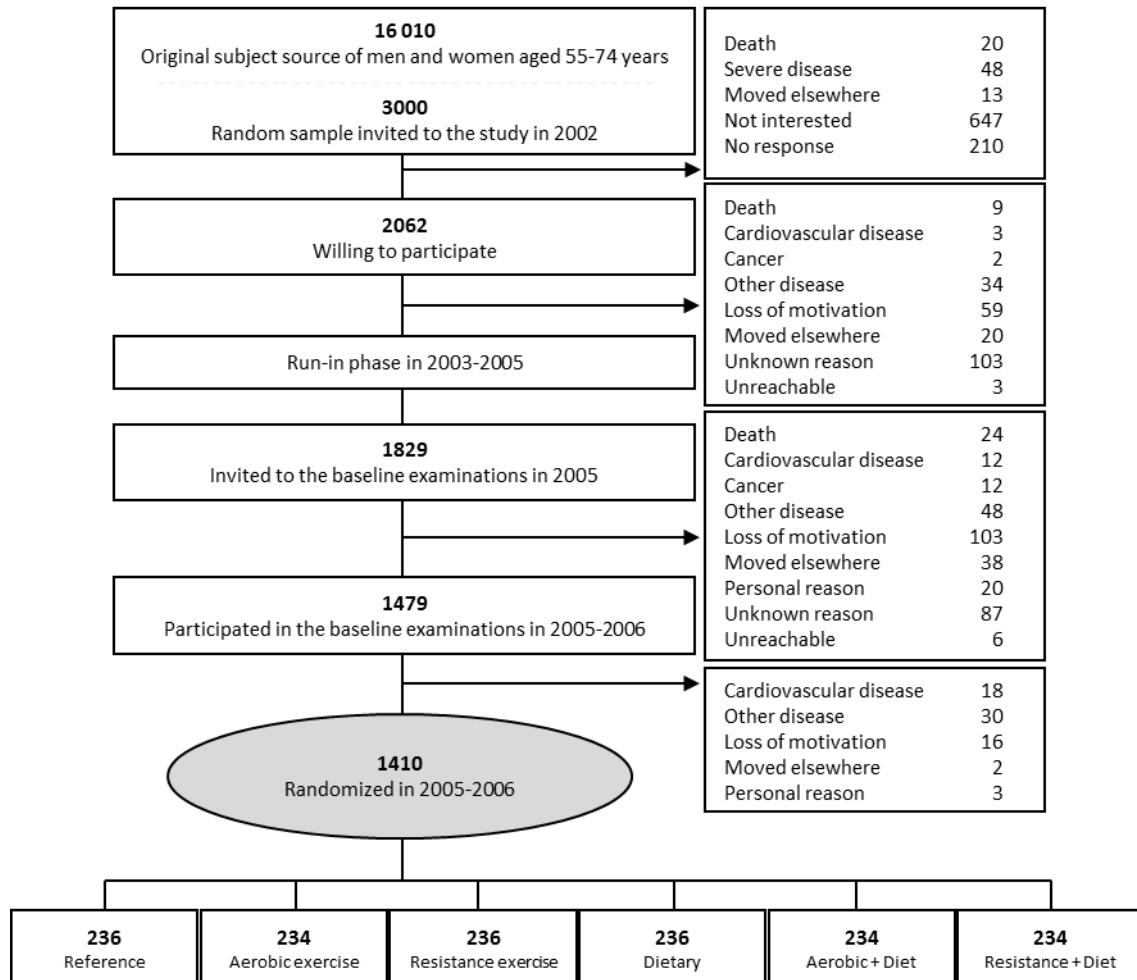 16 010
Original subject source of men and women aged 55-74 years
3000
Random sample invited to the study in 2002
Death 20
Severe disease 48
Moved elsewhere 13
Not interested 647
No response 210
2062
Willing to participate
Death 9
Cardiovascular disease 3
Cancer 2
Other disease 34
Loss of motivation 59
Moved elsewhere 20
Unknown reason 103
Unreachable 3
Run-in phase in 2003-2005
1829
Invited to the baseline examinations in 2005
Death 24
Cardiovascular disease 12
Cancer 12
Other disease 48
Loss of motivation 103
Moved elsewhere 38
Personal reason 20
Unknown reason 87
Unreachable 6
1479
Participated in the baseline examinations in 2005-2006
Cardiovascular disease 18
Other disease 30
Loss of motivation 16
Moved elsewhere 2
Personal reason 3
1410
Randomized in 2005-2006
236
Reference
234
Aerobic exercise
236
Resistance exercise
236
Dietary
234
Aerobic + Diet
234
Resistance + Diet